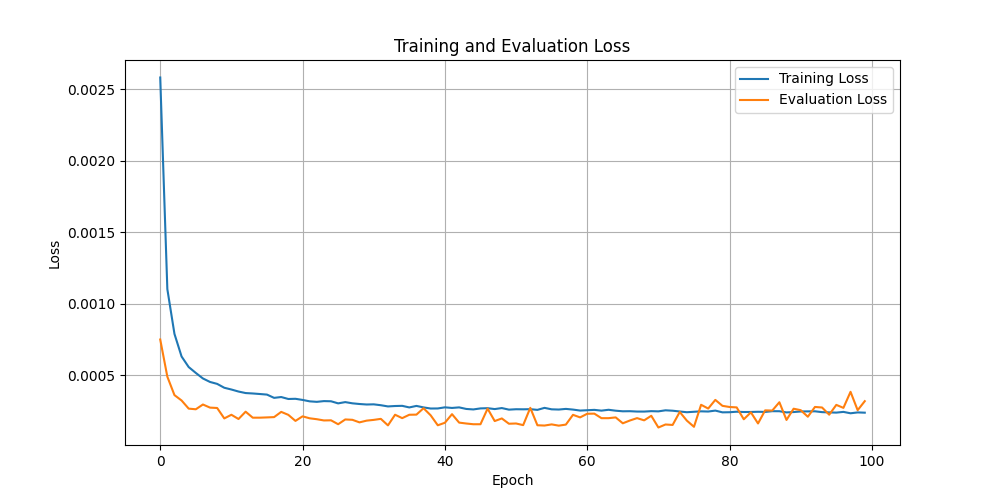 Training and Evaluation Loss
Training Loss
Evaluation Loss
0.0025
0.0020
0.0015
0.0010
0.0005
Loss
0 20 40 60 80 100
Epoch